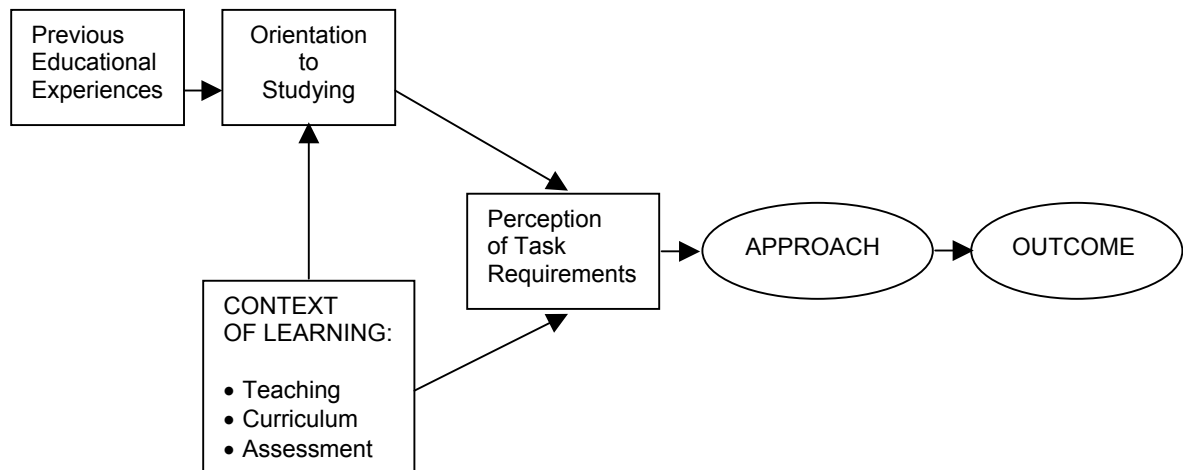 Previous
Educational
Experiences
Orientation
to
Studying
Perception
of Task
Requirements
APPROACH
OUTCOME
CONTEXT
OF LEARNING:
• Teaching
• Curriculum
• Assessment